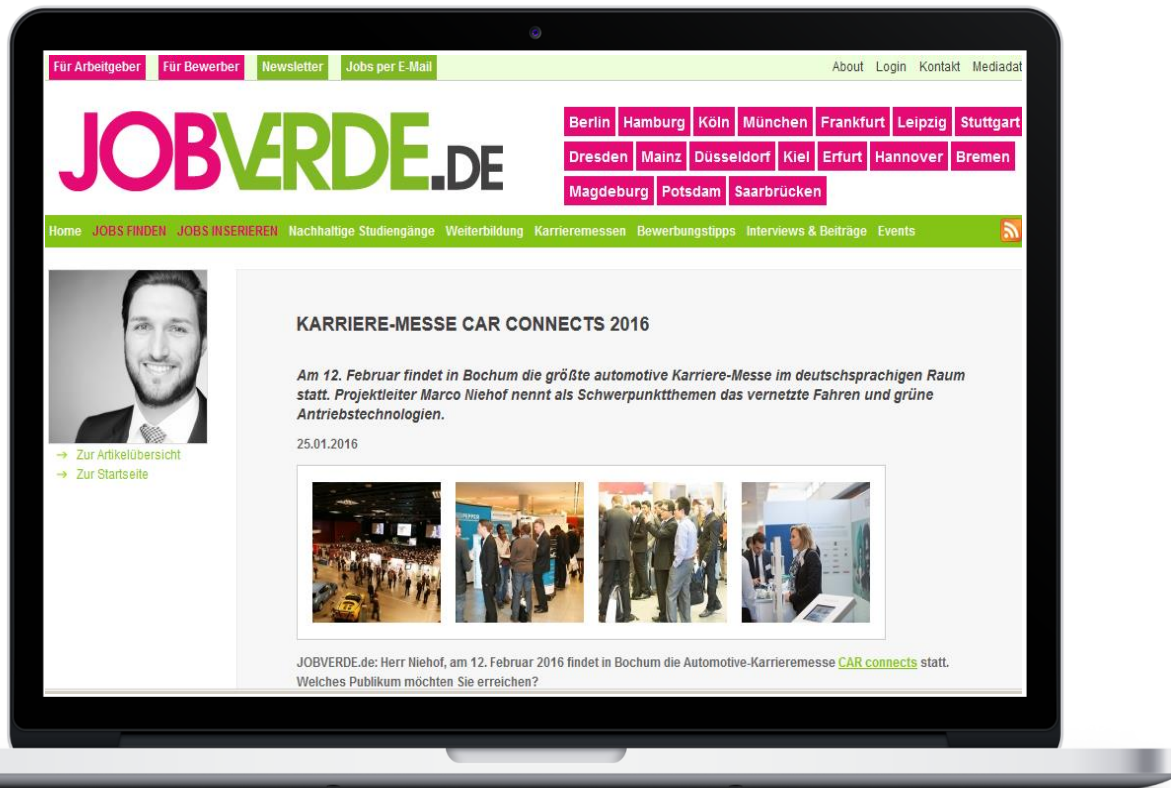 Für Arbeitgeber Für Bewerber Newsletter Jobs per E-Mail About Login Kontakt Mediadat
JOBVERDE.DE
Berlin Hamburg Köln München Frankfurt Leipzig Stuttgart
Dresden Mainz Düsseldorf Kiel Erfurt Hannover Bremen
Magdeburg Potsdam Saarbrücken
Home JOBS FINDEN JOBS INSERIEREN Nachhaltige Studiengänge Weiterbildung Karrieremessen Bewerbungstipps Interviews & Beiträge Events
→ Zur Artikelübersicht
→ Zur Startseite
KARRIERE-MESSE CAR CONNECTS 2016
Am 12. Februar findet in Bochum die größte automotive Karriere-Messe im deutschsprachigen Raum
statt. Projektleiter Marco Niehof nennt als Schwerpunktthemen das vernetzte Fahren und grüne
Antriebstechnologien.
25.01.2016
JOBVERDE.de: Herr Niehof, am 12. Februar 2016 findet in Bochum die Automotive-Karrieremesse CAR connects statt.
Welches Publikum möchten Sie erreichen?